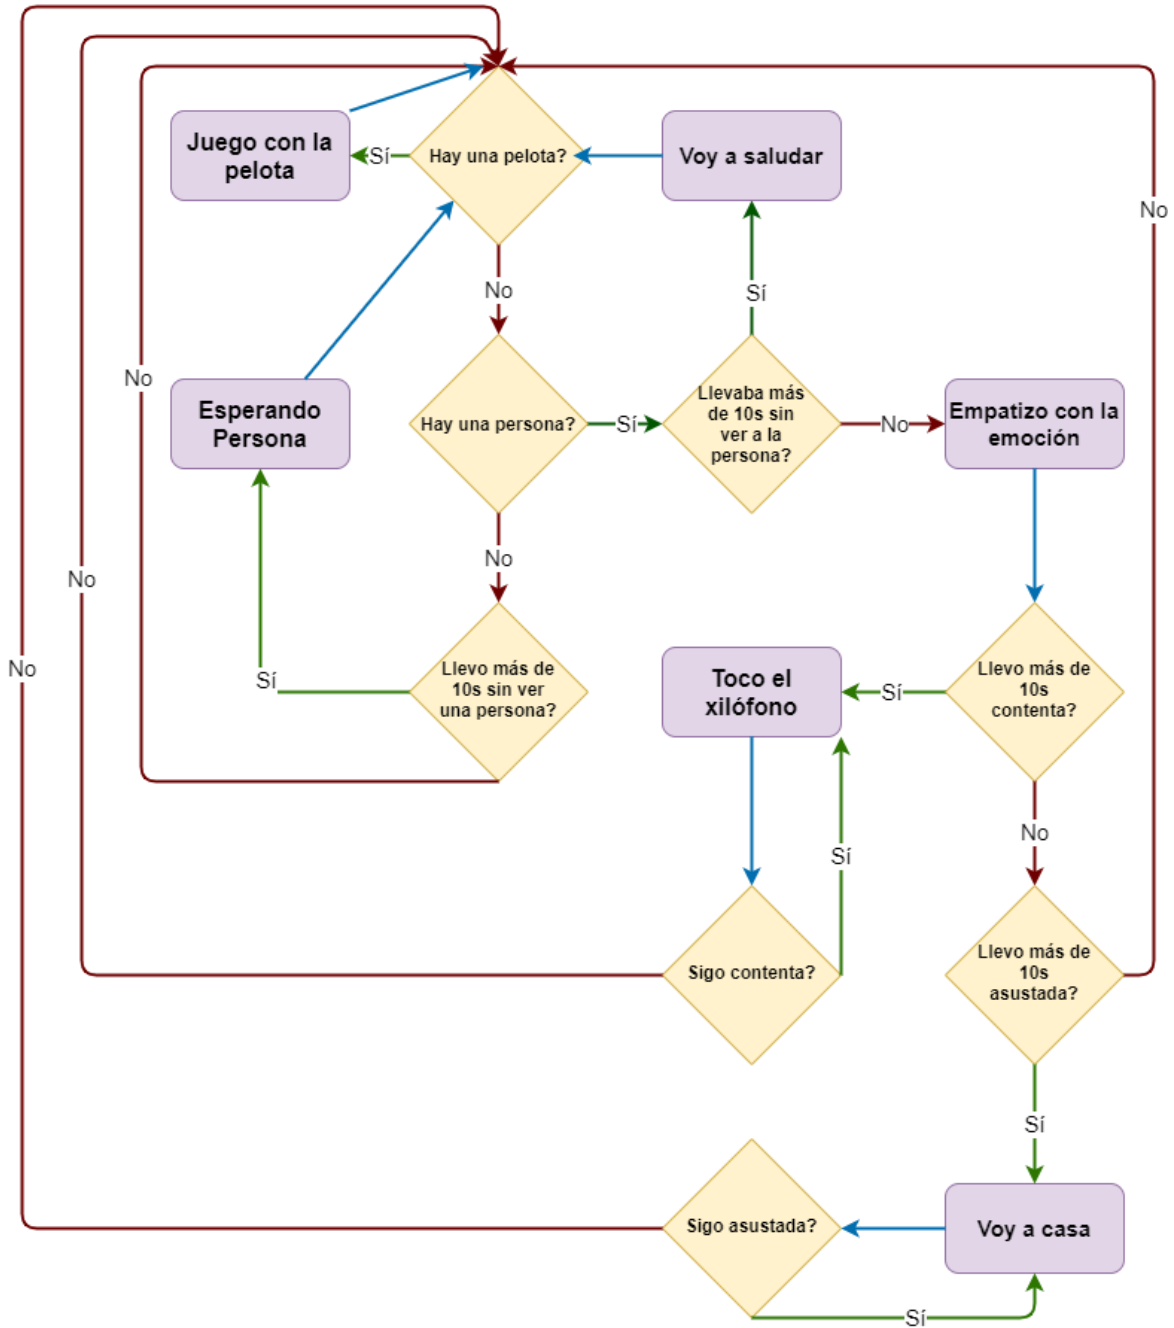 Juego con la
pelota
Sí
Hay una pelota?
Voy a saludar
No
No
Sí
No
Esperando
Persona
Hay una persona?
Sí
Llevaba más
de 10s sin
ver a la
persona?
No
Empatizo con la
emoción
No
No
No
Sí
Llevo más de
10s sin ver
una persona?
Toco el
xilófono
Sí
Llevo más de
10s
contenta?
No
Sí
Sigo contenta?
Llevo más de
10s
asustada?
Sí
Sigo asustada?
Voy a casa
Sí